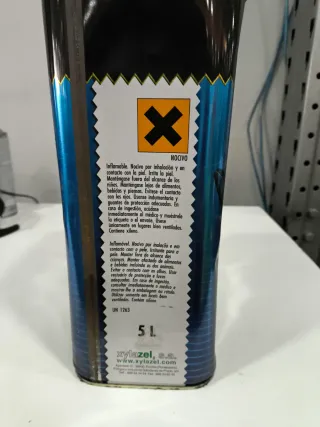 NOCIVO
Inflamable. Nocivo por inhalación y en
contacto con la piel. Irrita la piel.
Manténgase fuera del alcance de los
niños. Manténgase lejos de alimentos,
bebidas y piensos. Evítese el contacto
con los ojos. Úsense indumentaria y
guantes de protección adecuados. En
caso de ingestión, acúdase
inmediatamente al médico y muéstrele
la etiqueta o el envase. Úsese
únicamente en lugares bien ventilados.
Contiene xileno.
Inflamável. Nocivo por inalação e em
contacto com a pele. Irritante para a
pele. Manter fora do alcance das
crianças. Manter afastado de alimentos
e bebidas incluindo os dos animais.
Evitar o contacto com os olhos. Usar
vestuário de protecção e luvas
adequadas. Em caso de ingestão,
consultar imediatamente o médico e
mostrar-lhe a embalagem ou rótulo.
Utilizar somente em locais bem
ventilados. Contém xileno.
UN 1263
5 L
xylazel, s.a.
www.xylazel.com